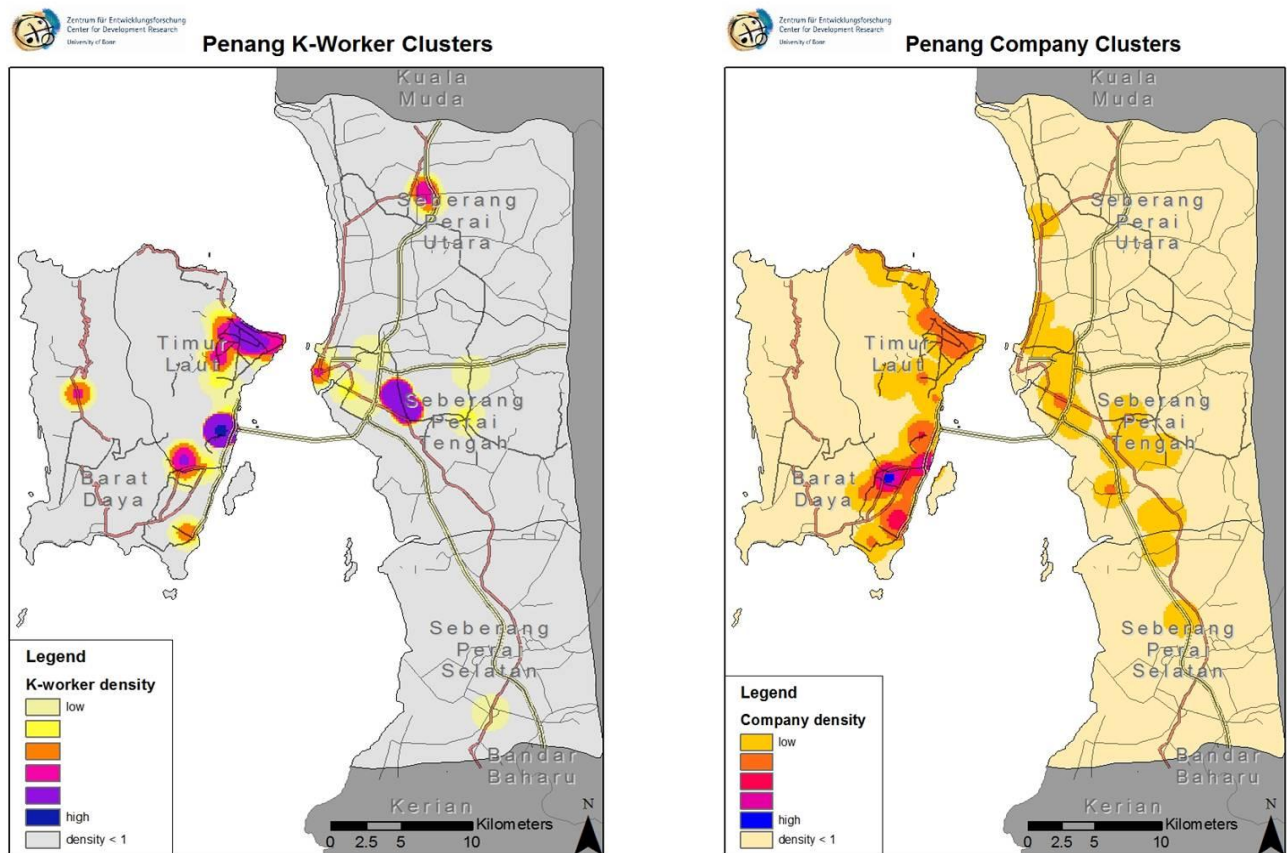 Zentrum für Entwicklungsforschung
Center for Development Research
University of Bonn
Penang K-Worker Clusters
Kuala
Muda
Seberang
Perai
Utara
Timur
Laut
Seberang
Perai
Tengah
Barat
Daya
Seberang
Perai
Selatan
Bandar
Baharu
Kerian
Legend
K-worker density
low
high
density < 1
N
Kilometers
0 2.5 5 10
Zentrum für Entwicklungsforschung
Center for Development Research
University of Bonn
Penang Company Clusters
Kuala
Muda
Seberang
Perai
Utara
Timur
Laut
Seberang
Perai
Tengah
Barat
Daya
Seberang
Perai
Selatan
Bandar
Baharu
Kerian
Legend
Company density
low
high
density < 1
N
Kilometers
0 2.5 5 10